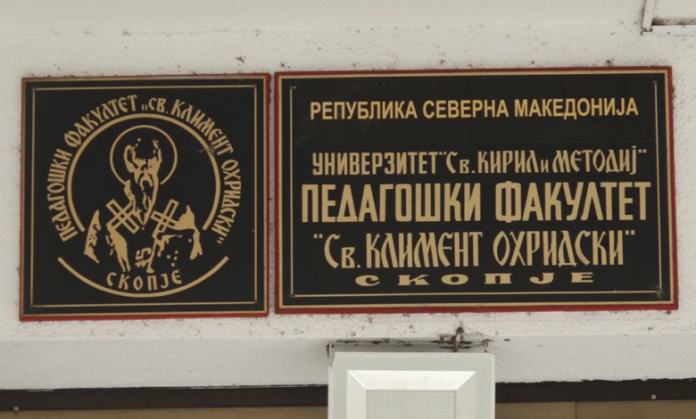 ПЕДАГОШКИ ФАКУЛТЕТ "СВ. КЛИМЕНТ ОХРИДСКИ"
СКОПЈЕ
РЕПУБЛИКА СЕВЕРНА МАКЕДОНИЈА
УНИВЕРЗИТЕТ "СВ. КИРИЛ И МЕТОДИЈ"
ПЕДАГОШКИ ФАКУЛТЕТ
"СВ. КЛИМЕНТ ОХРИДСКИ"
СКОПЈЕ